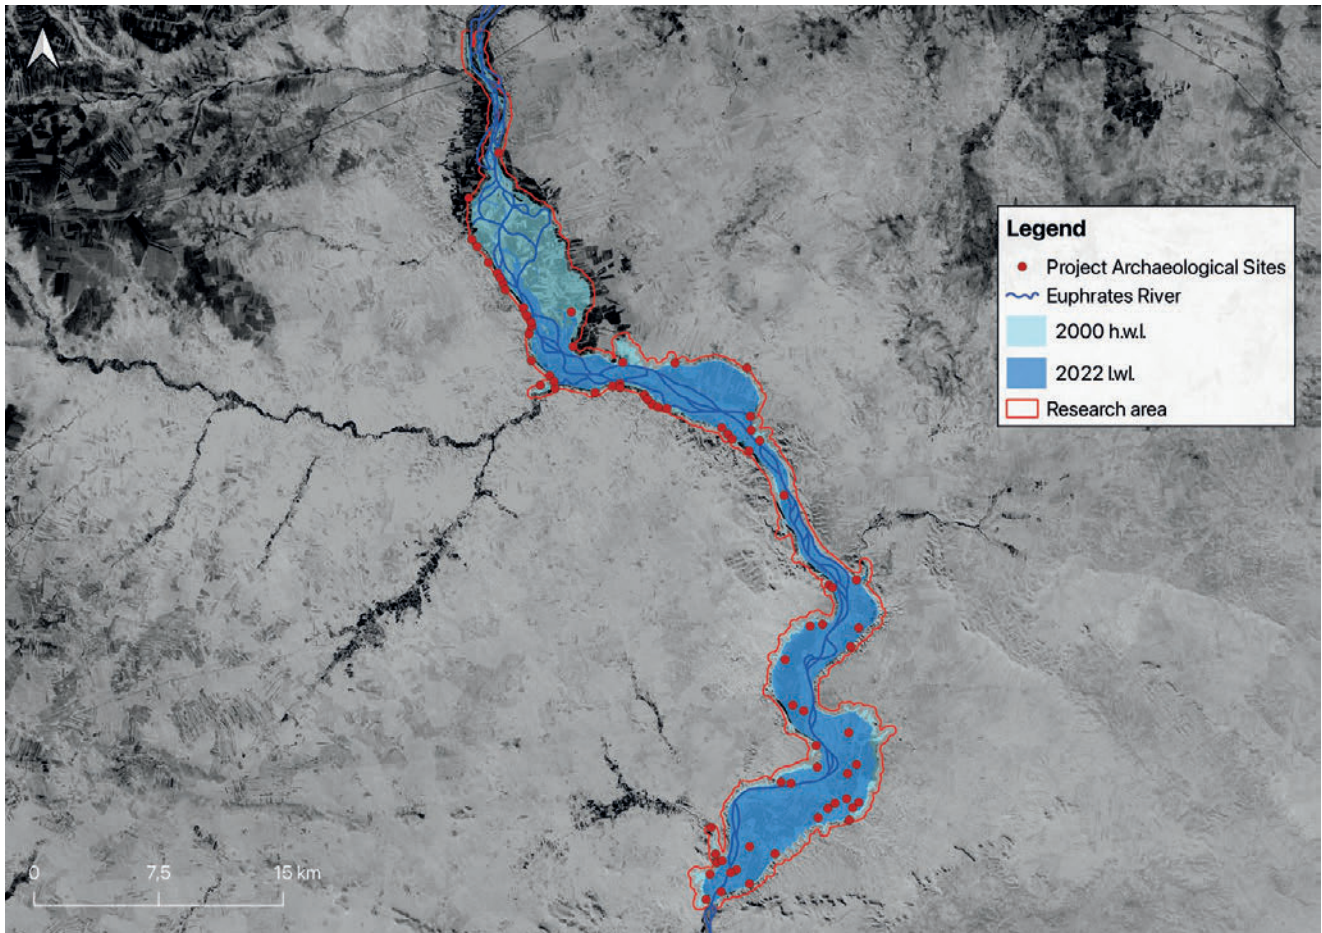 Legend
Project Archaeological Sites
Euphrates River
2000 h.w.l.
2022 l.w.l.
Research area
0 7,5 15 km